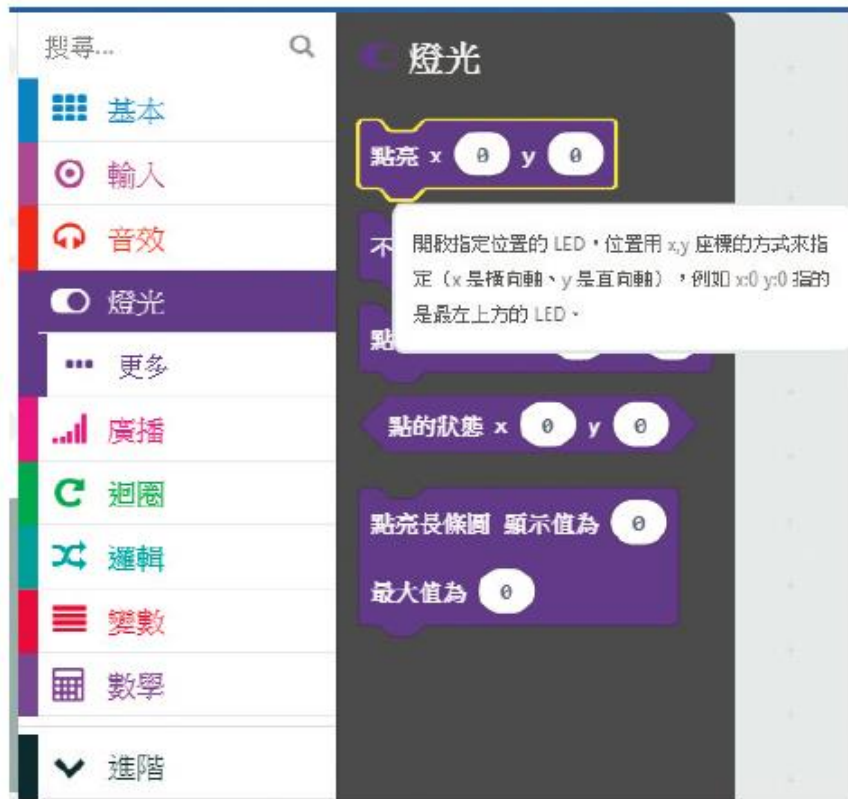 搜尋...
基本
輸入
音效
燈光
更多
廣播
迴圈
邏輯
變數
數學
進階
燈光
點亮 x 0 y 0
不
開啟指定位置的 LED，位置用 x,y 座標的方式來指
定（x 是橫向軸、y 是直向軸），例如 x:0 y:0 指的
是最左上方的 LED。
點
點的狀態 x 0 y 0
點亮長條圖 顯示值為 0
最大值為 0